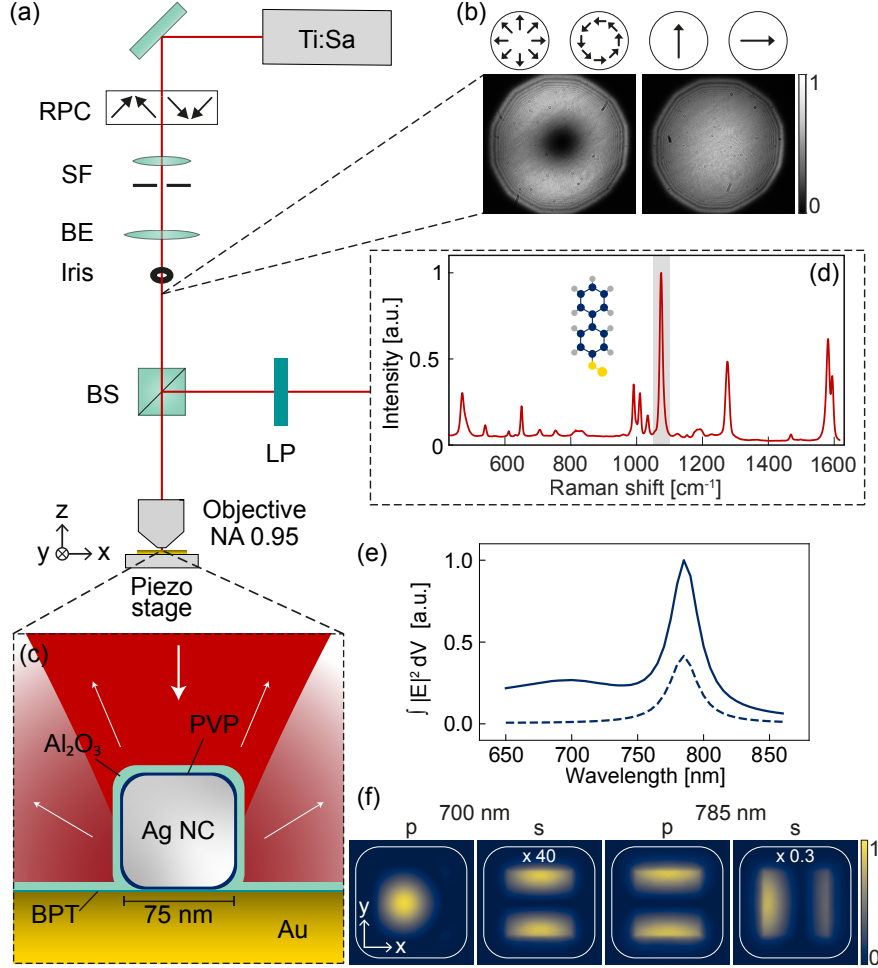 (a)
Ti:Sa
RPC
SF
BE
Iris
BS
LP
Objective
NA 0.95
z
y
x
Piezo
stage
(b)
1
0
(d)
1
0.5
0
Intensity [a.u.]
600
800
1000
1200
1400
1600
Raman shift [cm⁻¹]
(c)
PVP
Al₂O₃
Ag NC
BPT
75 nm
Au
(e)
1.0
0.5
0.0
∫ |E|² dV [a.u.]
650
700
750
800
850
Wavelength [nm]
(f)
700 nm
785 nm
p
s
p
s
x 40
x 0.3
y
x
1
0